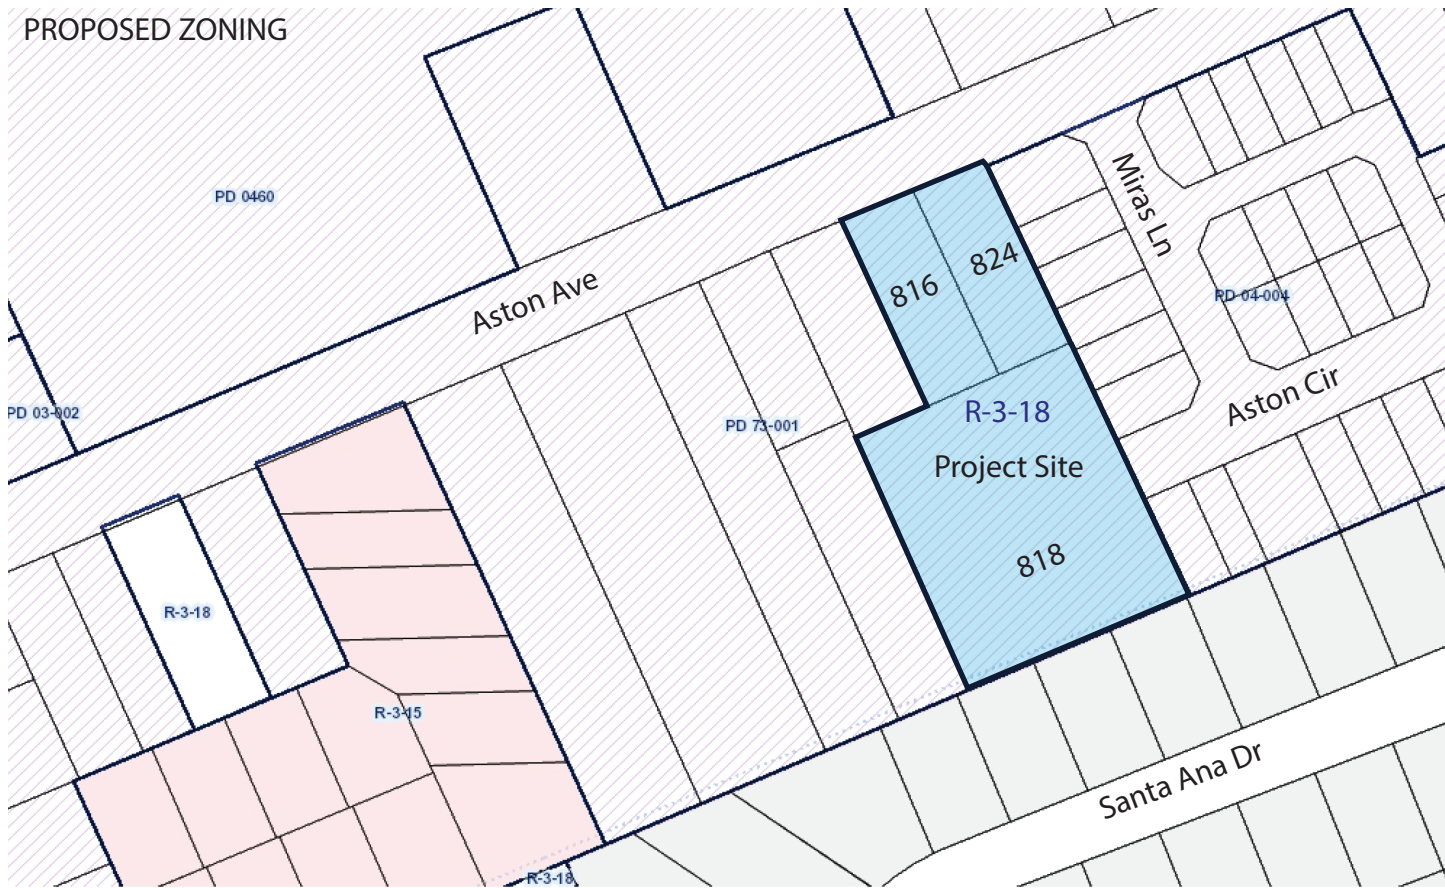 PROPOSED ZONING
PD 0460
Miras Ln
824
816
PD 04-004
Aston Ave
Aston Cir
PD 03-002
R-3-18
PD 73-001
Project Site
818
R-3-18
R-3-15
Santa Ana Dr
R-3-18